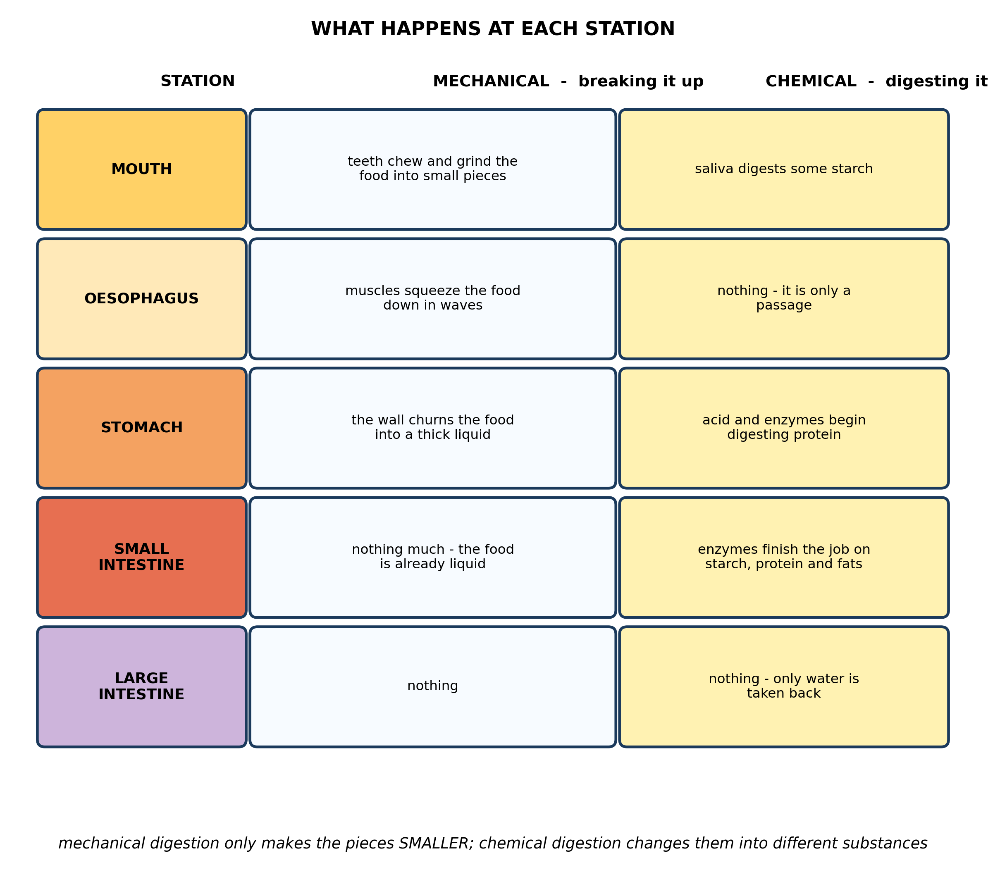 WHAT HAPPENS AT EACH STATION
STATION
MECHANICAL - breaking it up
CHEMICAL - digesting it
MOUTH
teeth chew and grind the
food into small pieces
saliva digests some starch
OESOPHAGUS
muscles squeeze the food
down in waves
nothing - it is only a
passage
STOMACH
the wall churns the food
into a thick liquid
acid and enzymes begin
digesting protein
SMALL
INTESTINE
nothing much - the food
is already liquid
enzymes finish the job on
starch, protein and fats
LARGE
INTESTINE
nothing
nothing - only water is
taken back
mechanical digestion only makes the pieces SMALLER; chemical digestion changes them into different substances